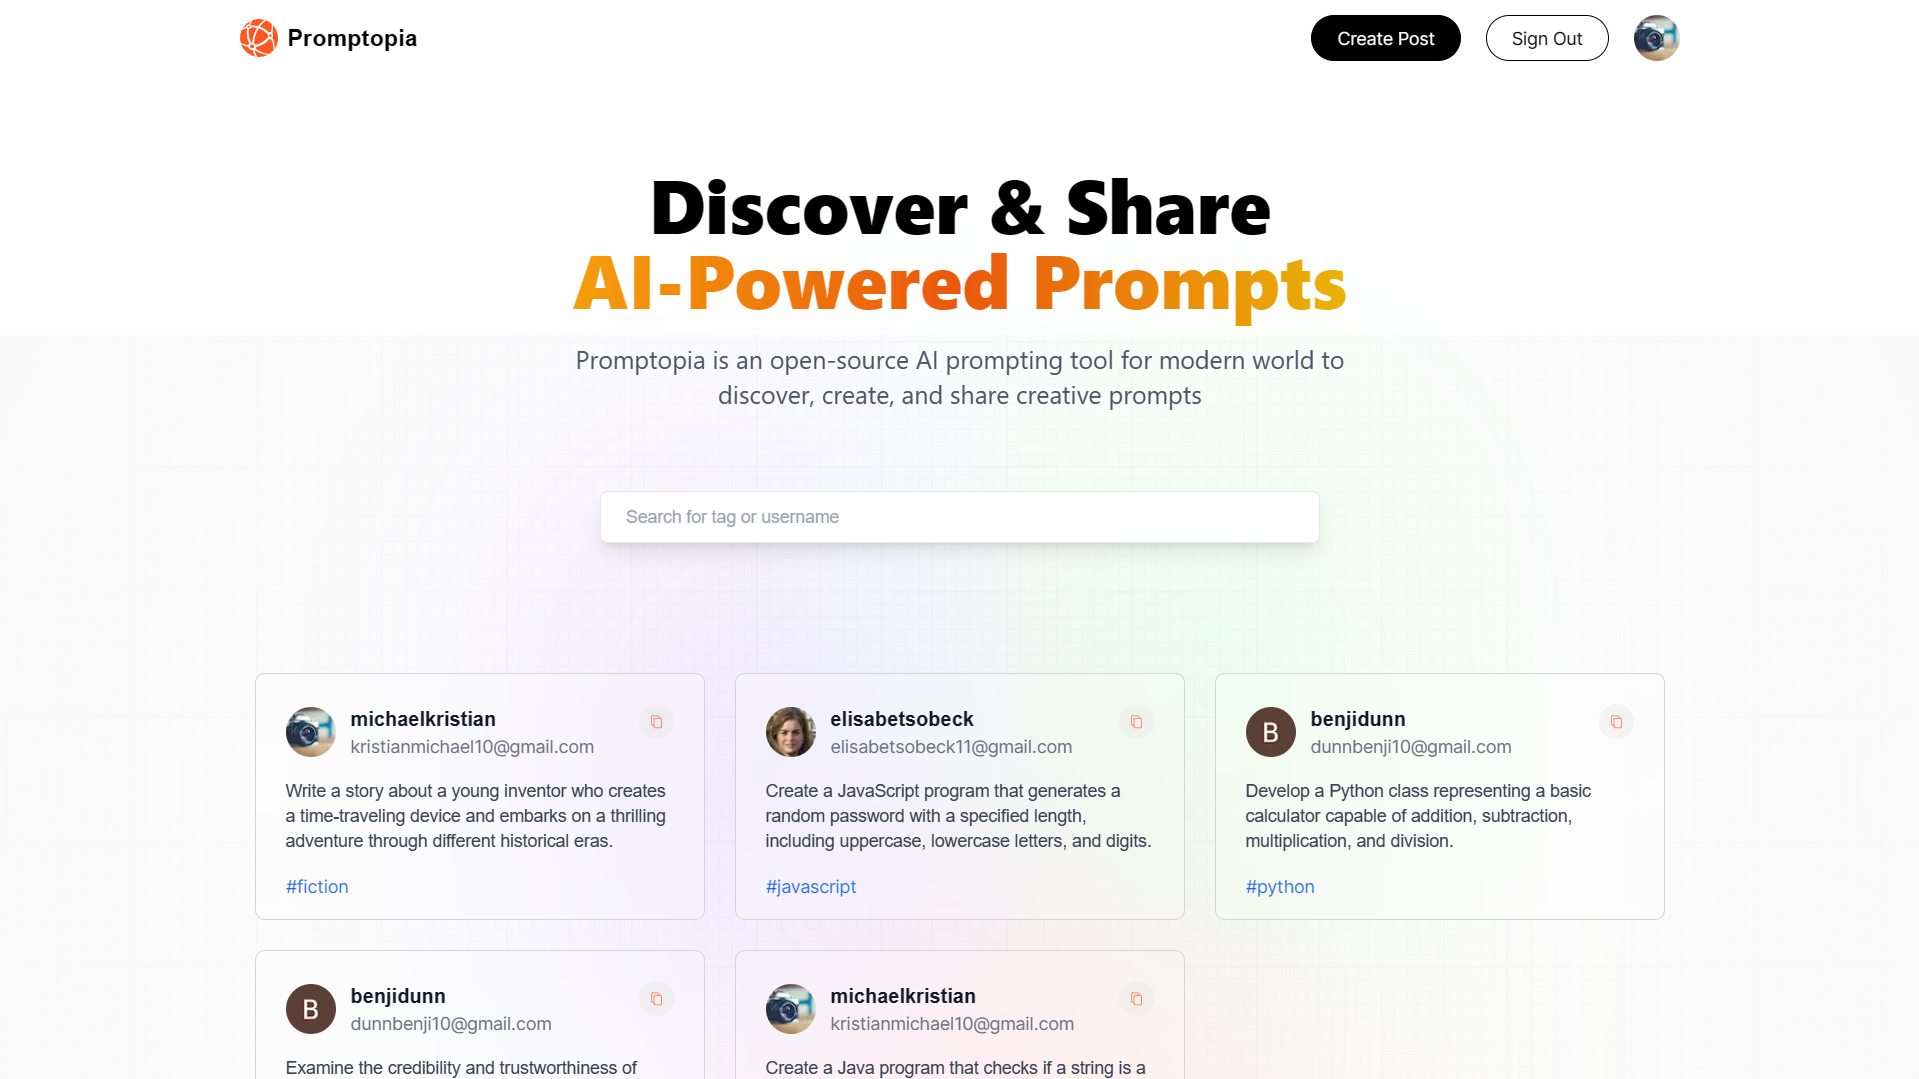 Promptopia
Create Post
Sign Out
Discover & Share
AI-Powered Prompts
Promptopia is an open-source AI prompting tool for modern world to
discover, create, and share creative prompts
Search for tag or username
michaelkristian
kristianmichael10@gmail.com
Write a story about a young inventor who creates
a time-traveling device and embarks on a thrilling
adventure through different historical eras.
#fiction
elisabetsobeck
elisabetsobeck11@gmail.com
Create a JavaScript program that generates a
random password with a specified length,
including uppercase, lowercase letters, and digits.
#javascript
B
benjidunn
dunnbenji10@gmail.com
Develop a Python class representing a basic
calculator capable of addition, subtraction,
multiplication, and division.
#python
B
benjidunn
dunnbenji10@gmail.com
Examine the credibility and trustworthiness of
michaelkristian
kristianmichael10@gmail.com
Create a Java program that checks if a string is a